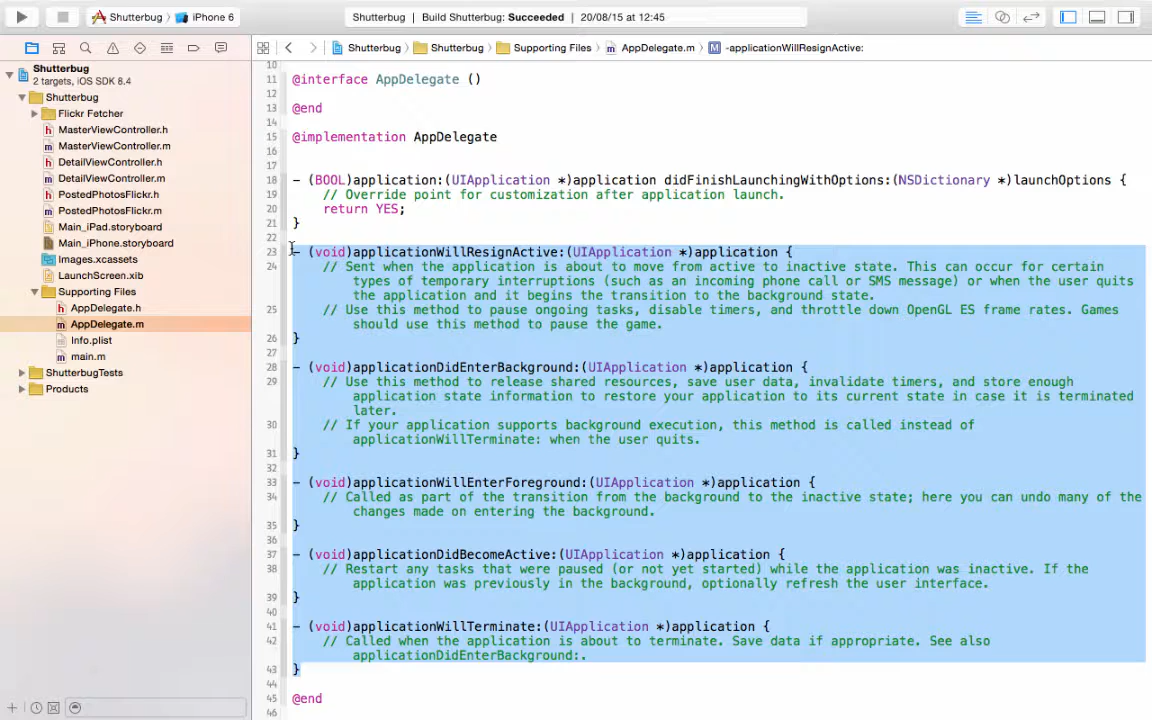 Shutterbug
iPhone 6
Shutterbug | Build Shutterbug: Succeeded | 20/08/15 at 12:45
Shutterbug
Shutterbug
Supporting Files
AppDelegate.m
M -applicationWillResignActive:
Shutterbug
2 targets, iOS SDK 8.4
Shutterbug
Flickr Fetcher
h MasterViewController.h
m MasterViewController.m
h DetailViewController.h
m DetailViewController.m
h PostedPhotosFlickr.h
m PostedPhotosFlickr.m
Main_iPad.storyboard
Main_iPhone.storyboard
Images.xcassets
LaunchScreen.xib
Supporting Files
h AppDelegate.h
m AppDelegate.m
Info.plist
m main.m
ShutterbugTests
Products
10
11 @interface AppDelegate ()
12
13 @end
14
15 @implementation AppDelegate
16
17
18 - (BOOL)application:(UIApplication *)application didFinishLaunchingWithOptions:(NSDictionary *)launchOptions {
19 // Override point for customization after application launch.
20 return YES;
21 }
22
23 - (void)applicationWillResignActive:(UIApplication *)application {
24 // Sent when the application is about to move from active to inactive state. This can occur for certain
types of temporary interruptions (such as an incoming phone call or SMS message) or when the user quits
the application and it begins the transition to the background state.
25 // Use this method to pause ongoing tasks, disable timers, and throttle down OpenGL ES frame rates. Games
should use this method to pause the game.
26 }
27
28 - (void)applicationDidEnterBackground:(UIApplication *)application {
29 // Use this method to release shared resources, save user data, invalidate timers, and store enough
application state information to restore your application to its current state in case it is terminated
later.
30 // If your application supports background execution, this method is called instead of
applicationWillTerminate: when the user quits.
31 }
32
33 - (void)applicationWillEnterForeground:(UIApplication *)application {
34 // Called as part of the transition from the background to the inactive state; here you can undo many of the
changes made on entering the background.
35 }
36
37 - (void)applicationDidBecomeActive:(UIApplication *)application {
38 // Restart any tasks that were paused (or not yet started) while the application was inactive. If the
application was previously in the background, optionally refresh the user interface.
39 }
40
41 - (void)applicationWillTerminate:(UIApplication *)application {
42 // Called when the application is about to terminate. Save data if appropriate. See also
applicationDidEnterBackground:.
43 }
44
45 @end
46